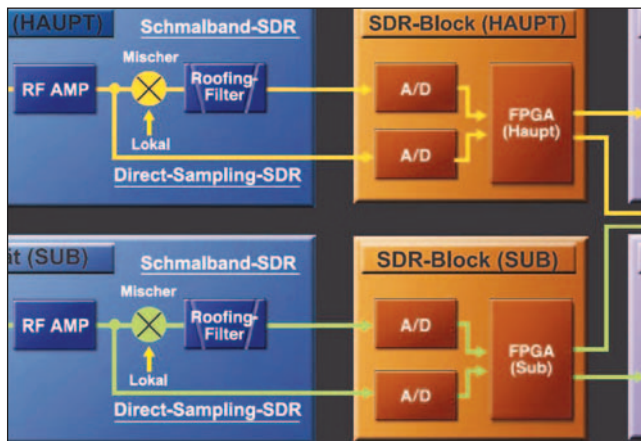 (HAUPT)
Schmalband-SDR
Mischer
RF AMP
Roofing-
Filter
Lokal
Direct-Sampling-SDR
SDR-Block (HAUPT)
A/D
A/D
FPGA
(Haupt)
ät (SUB)
Schmalband-SDR
Mischer
RF AMP
Roofing-
Filter
Lokal
Direct-Sampling-SDR
SDR-Block (SUB)
A/D
A/D
FPGA
(Sub)